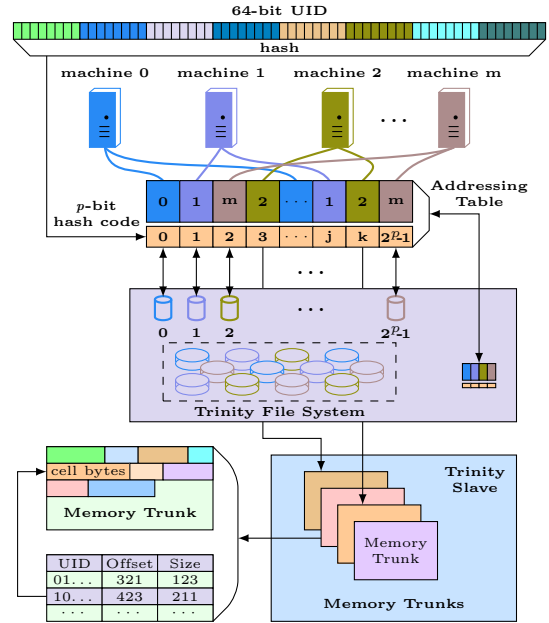 64-bit UID
hash
machine 0 machine 1 machine 2 machine m
...
0 1 m 2 ... 1 2 m
Addressing
Table
p-bit
hash code
0 1 2 3 ... j k 2^p-1
...
...
0 1 2 2^p-1
Trinity File System
Trinity
Slave
cell bytes
Memory Trunk
Memory
Trunk
Memory Trunks
UID Offset Size
01... 321 123
10... 423 211
... ... ...